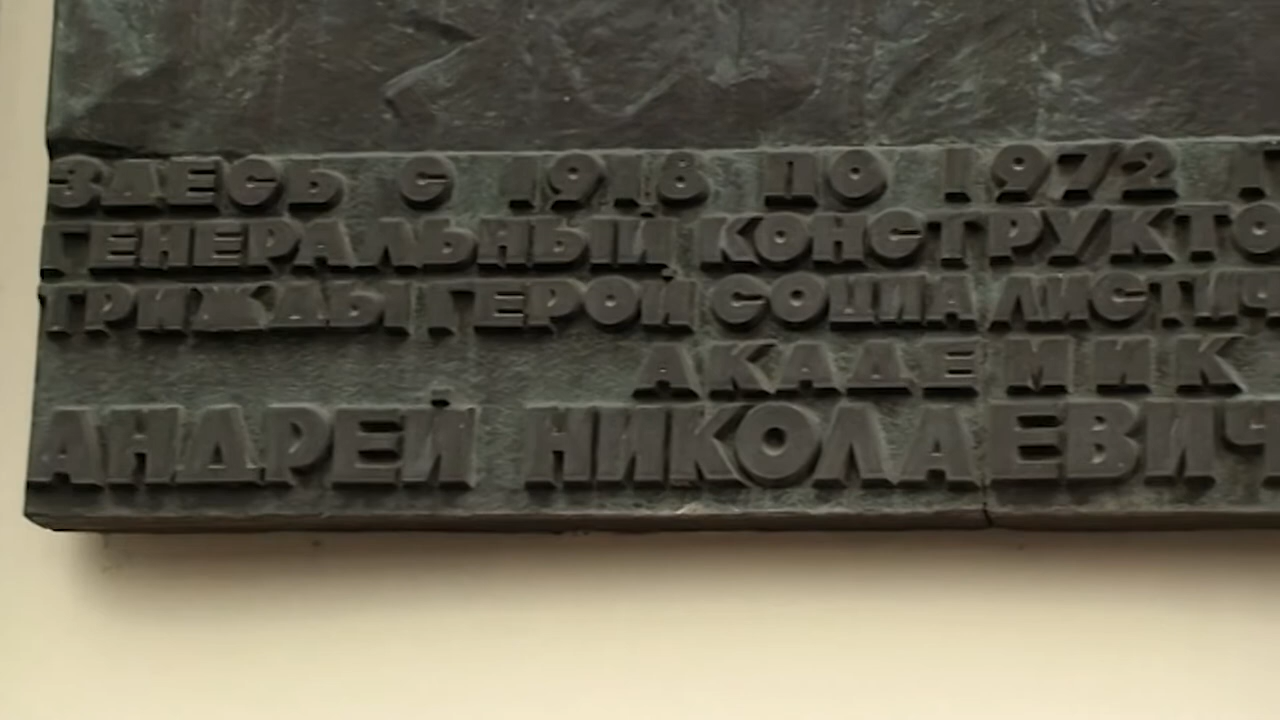 ЗДЕСЬ С 1918 ПО 1972 Г
ГЕНЕРАЛЬНЫЙ КОНСТРУКТО
ТРИЖДЫ ГЕРОЙ СОЦИАЛИСТИЧ
АКАДЕМИК
АНДРЕЙ НИКОЛАЕВИЧ